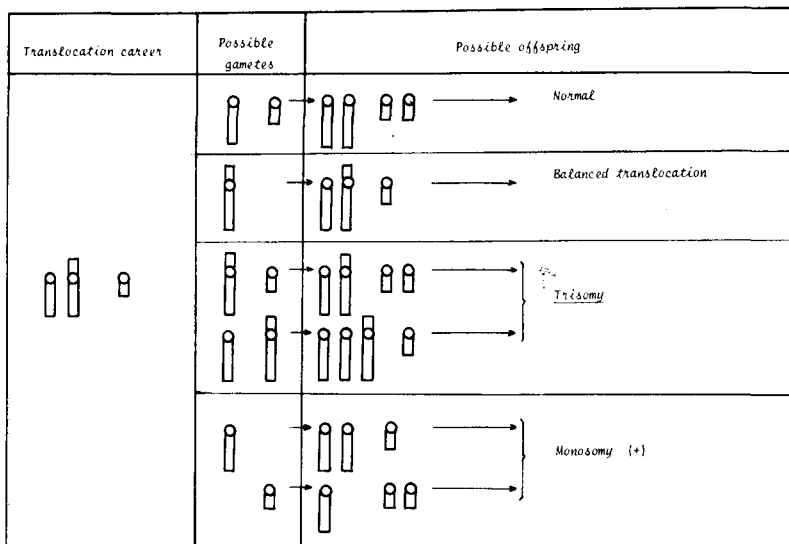 Translocation career
Possible
gametes
Possible offspring
Normal
Balanced translocation
Trisomy
Monosomy (+)